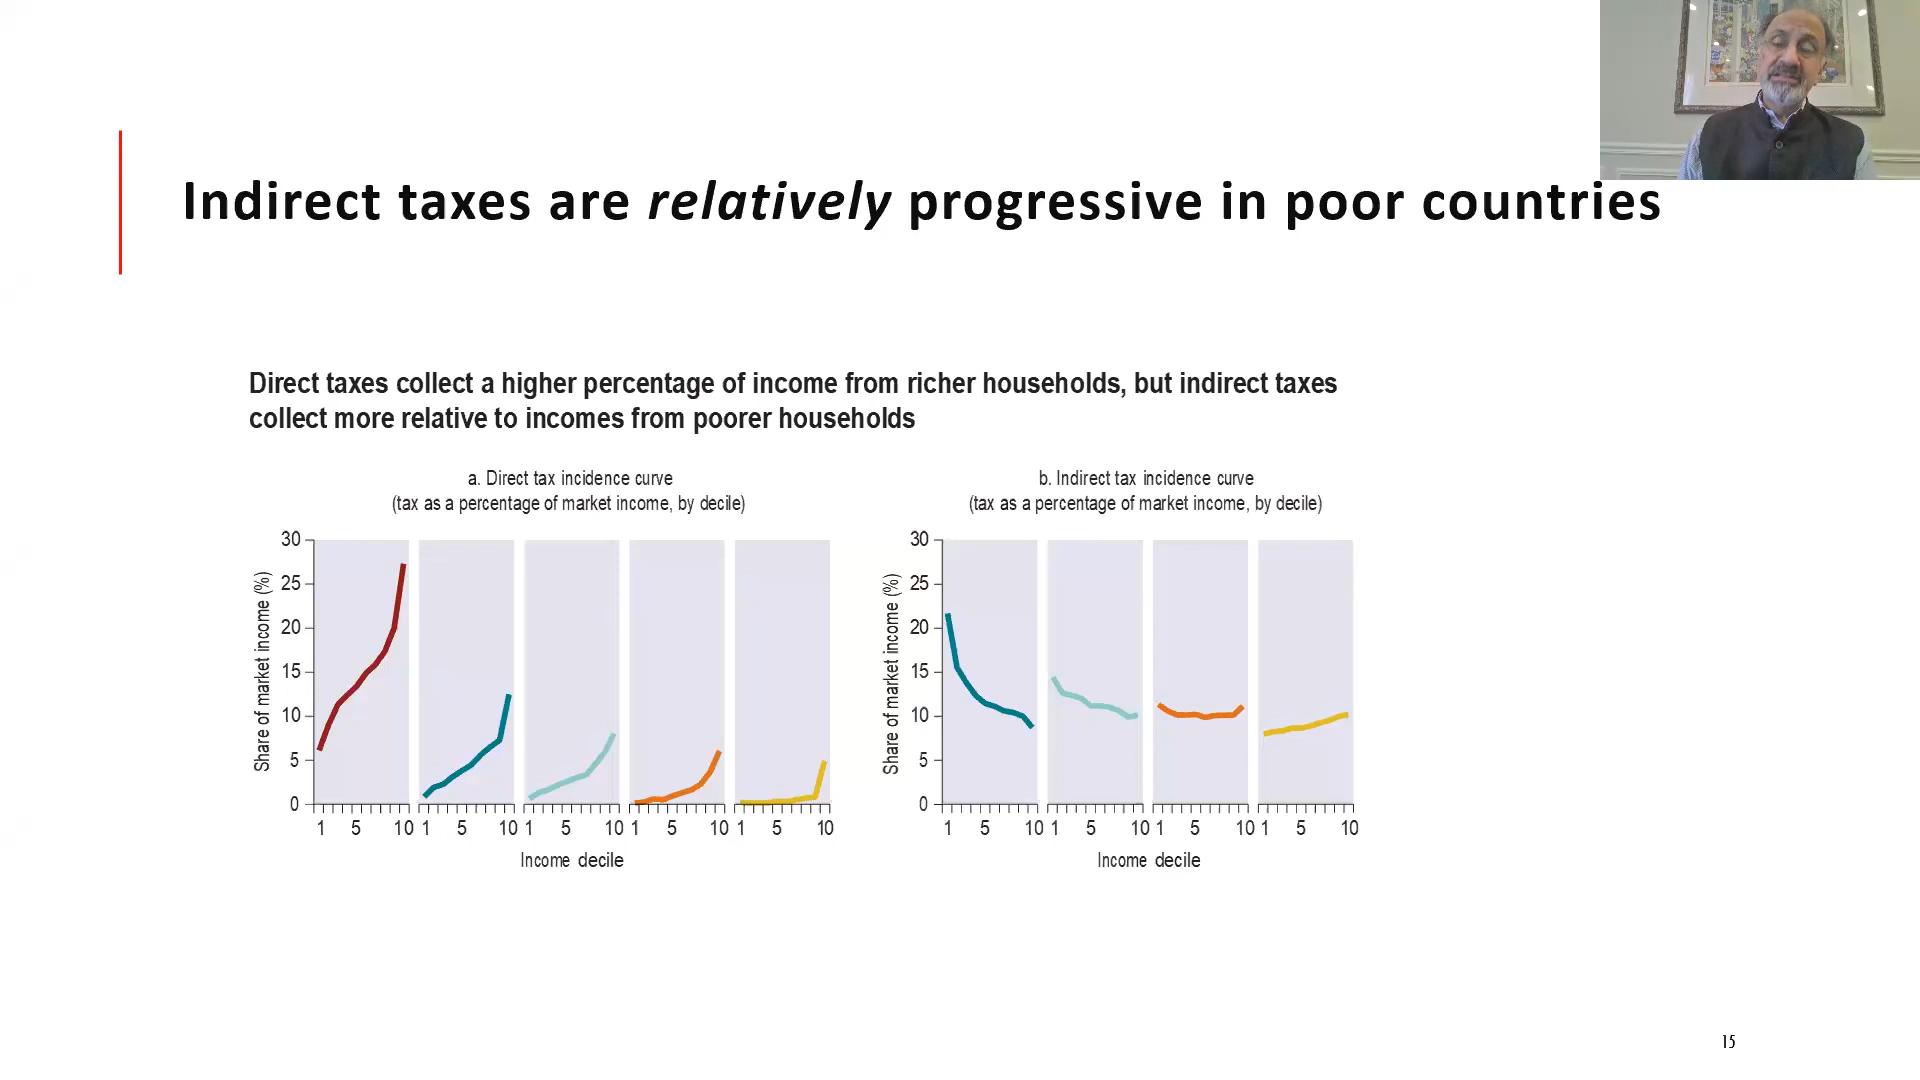 Indirect taxes are relatively progressive in poor countries
Direct taxes collect a higher percentage of income from richer households, but indirect taxes
collect more relative to incomes from poorer households
a. Direct tax incidence curve
(tax as a percentage of market income, by decile)
Share of market income (%)
30
25
20
15
10
5
0
1 5 10 1 5 10 1 5 10 1 5 10 1 5 10
Income decile
b. Indirect tax incidence curve
(tax as a percentage of market income, by decile)
Share of market income (%)
30
25
20
15
10
5
0
1 5 10 1 5 10 1 5 10 1 5 10
Income decile
15